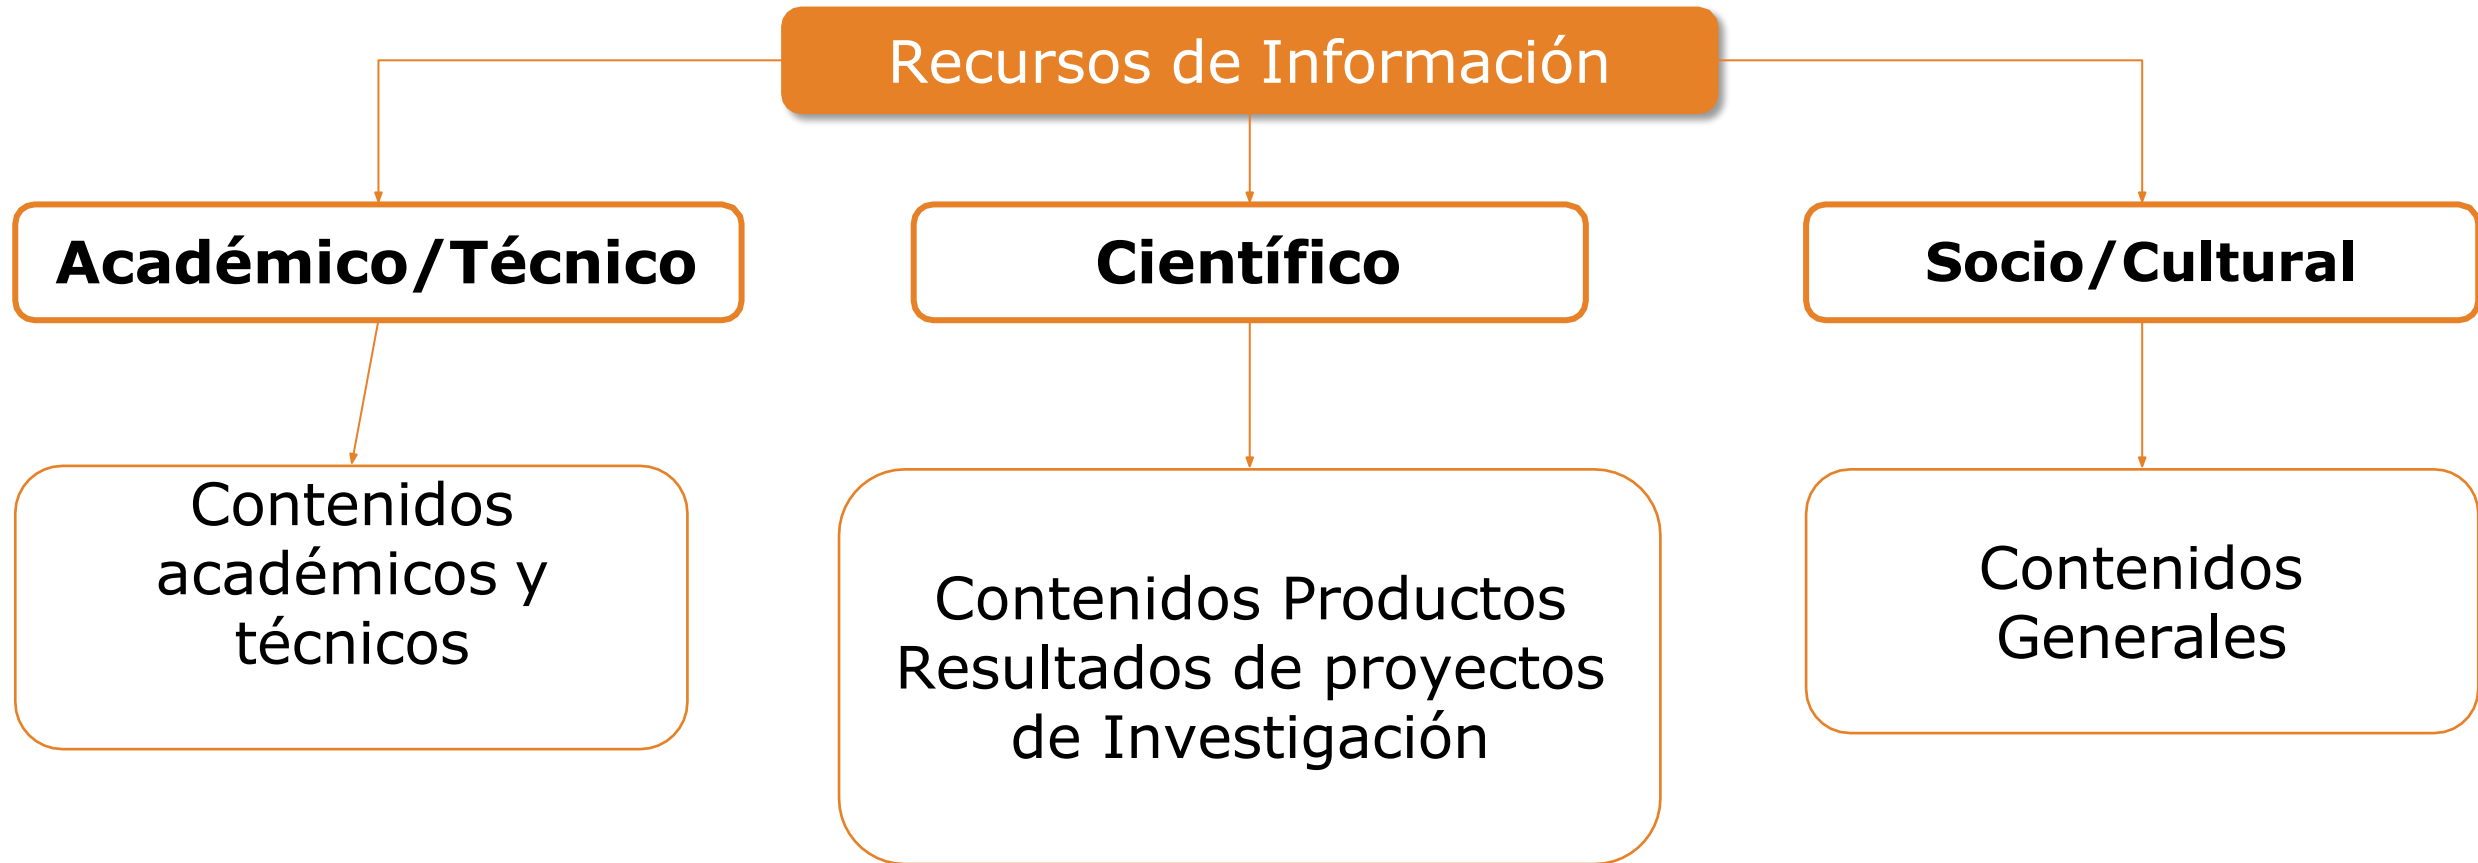 Recursos de Información
Académico/Técnico
Científico
Socio/Cultural
Contenidos
académicos y
técnicos
Contenidos Productos
Resultados de proyectos
de Investigación
Contenidos
Generales